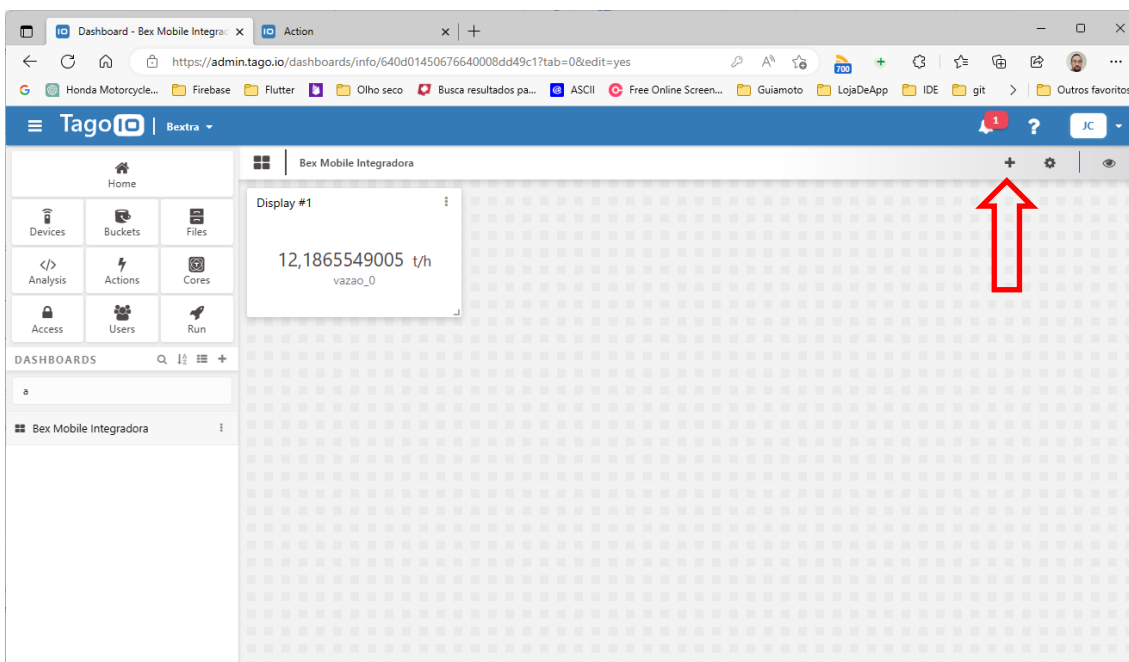 Dashboard - Bex Mobile Integrac
Action
https://admin.tago.io/dashboards/info/640d01450676640008dd49c1?tab=0&edit=yes
700
Honda Motorcycle...
Firebase
Flutter
Olho seco
Busca resultados pa...
ASCII
Free Online Screen...
Guiamoto
LojaDeApp
IDE
git
Outros favoritos
Tago IO
Bextra
1
?
JC
Home
Bex Mobile Integradora
Devices
Buckets
Files
Analysis
Actions
Cores
Access
Users
Run
Display #1
12,1865549005 t/h
vazao_0
DASHBOARDS
a
Bex Mobile Integradora